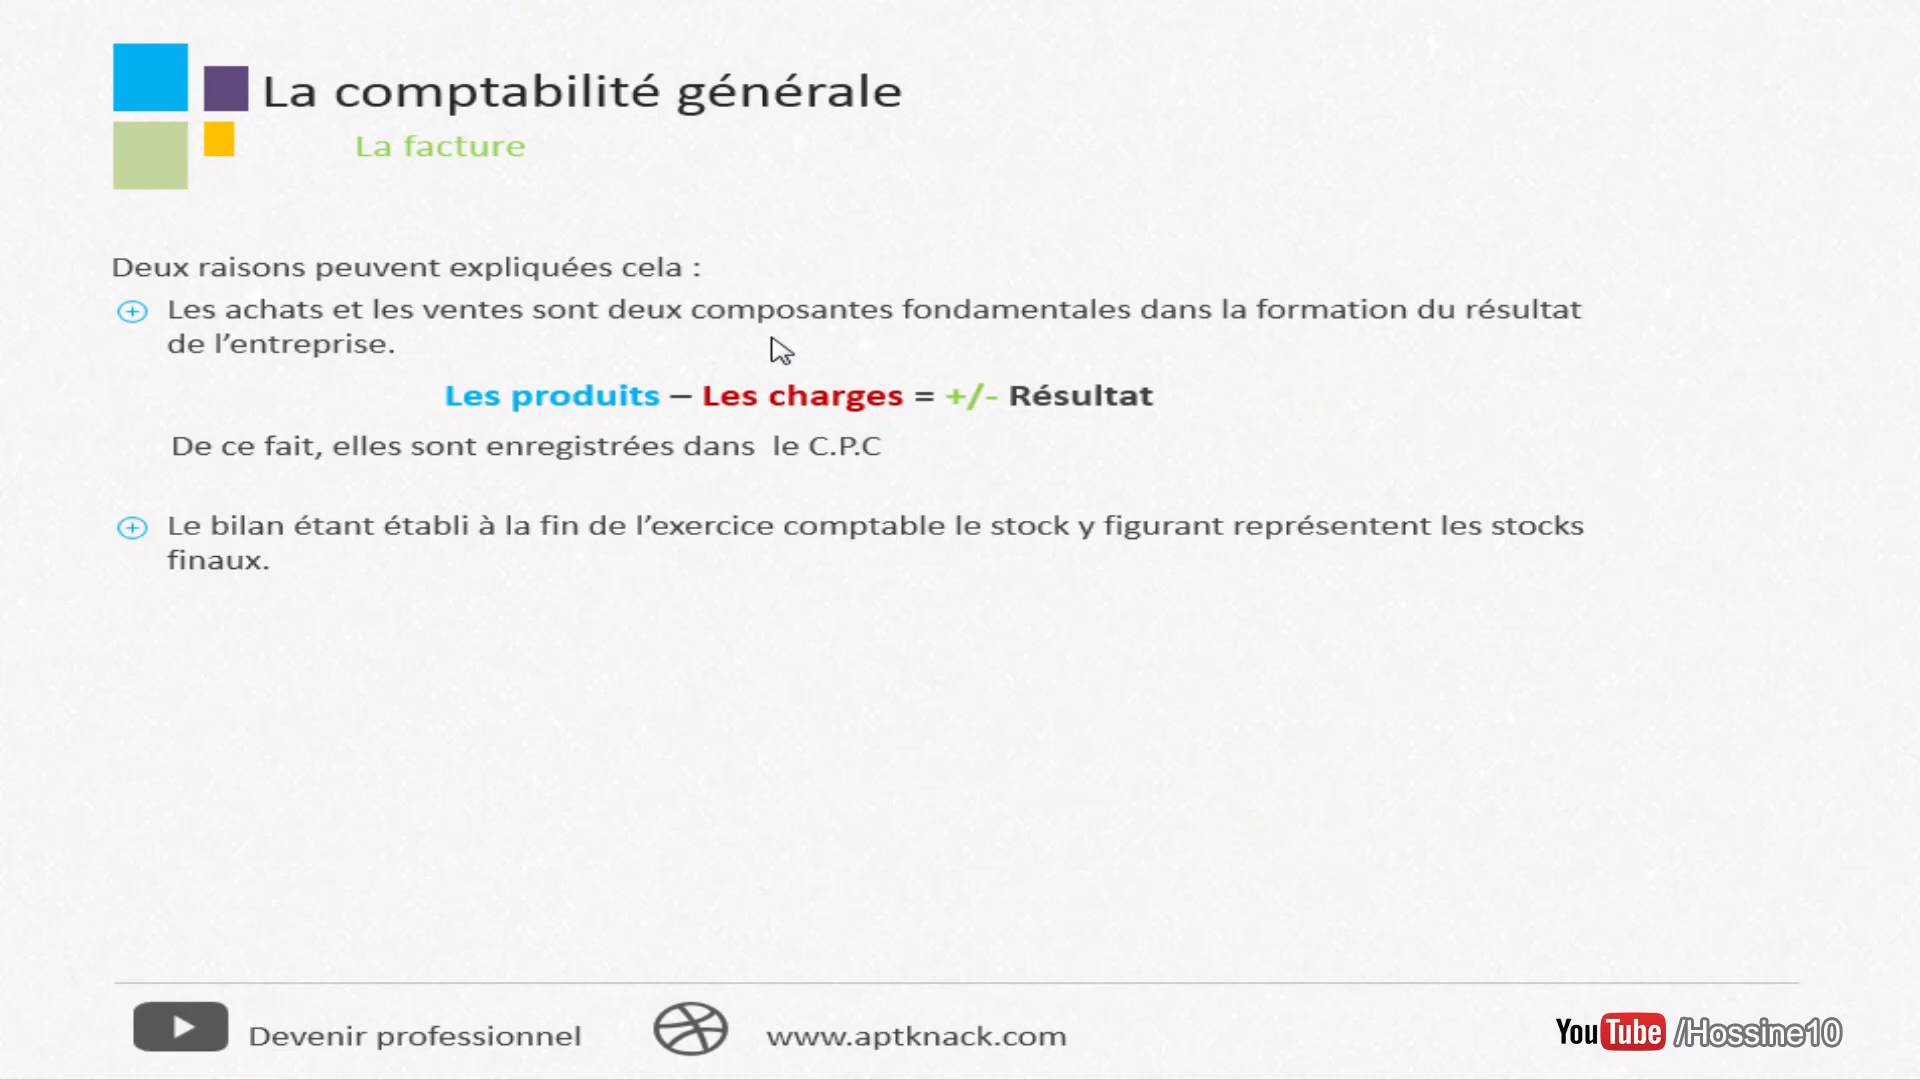 La comptabilité générale
La facture
Deux raisons peuvent expliquées cela :
Les achats et les ventes sont deux composantes fondamentales dans la formation du résultat
de l’entreprise.
Les produits – Les charges = +/- Résultat
De ce fait, elles sont enregistrées dans le C.P.C
Le bilan étant établi à la fin de l’exercice comptable le stock y figurant représentent les stocks
finaux.
Devenir professionnel
www.aptknack.com
YouTube /Hossine10